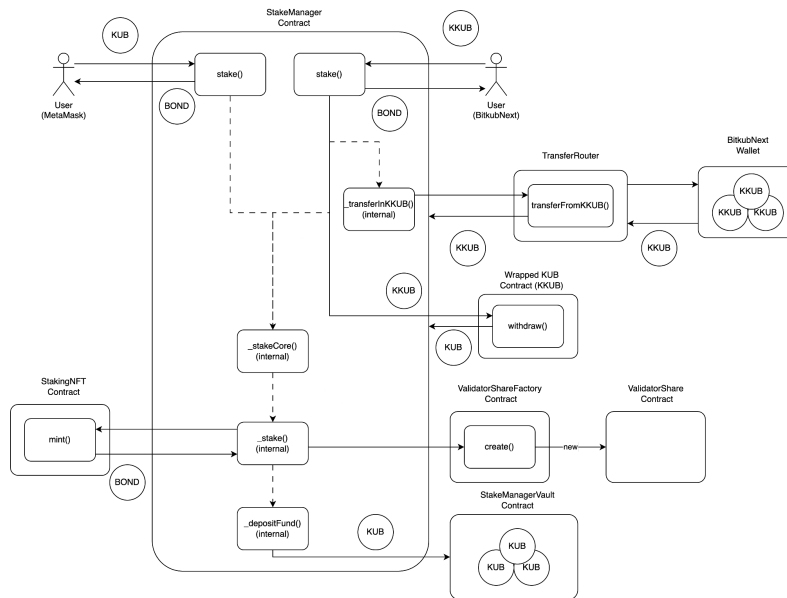 StakeManager
Contract
KUB
KKUB
stake()
stake()
User
(MetaMask)
BOND
BOND
User
(BitkubNext)
TransferRouter
BitkubNext
Wallet
_transferInKKUB()
(internal)
transferFromKKUB()
KKUB
KKUB
KKUB
KKUB
KKUB
KKUB
Wrapped KUB
Contract (KKUB)
withdraw()
KUB
_stakeCore()
(internal)
StakingNFT
Contract
mint()
BOND
_stake()
(internal)
ValidatorShareFactory
Contract
create()
new
ValidatorShare
Contract
_depositFund()
(internal)
KUB
StakeManagerVault
Contract
KUB
KUB
KUB